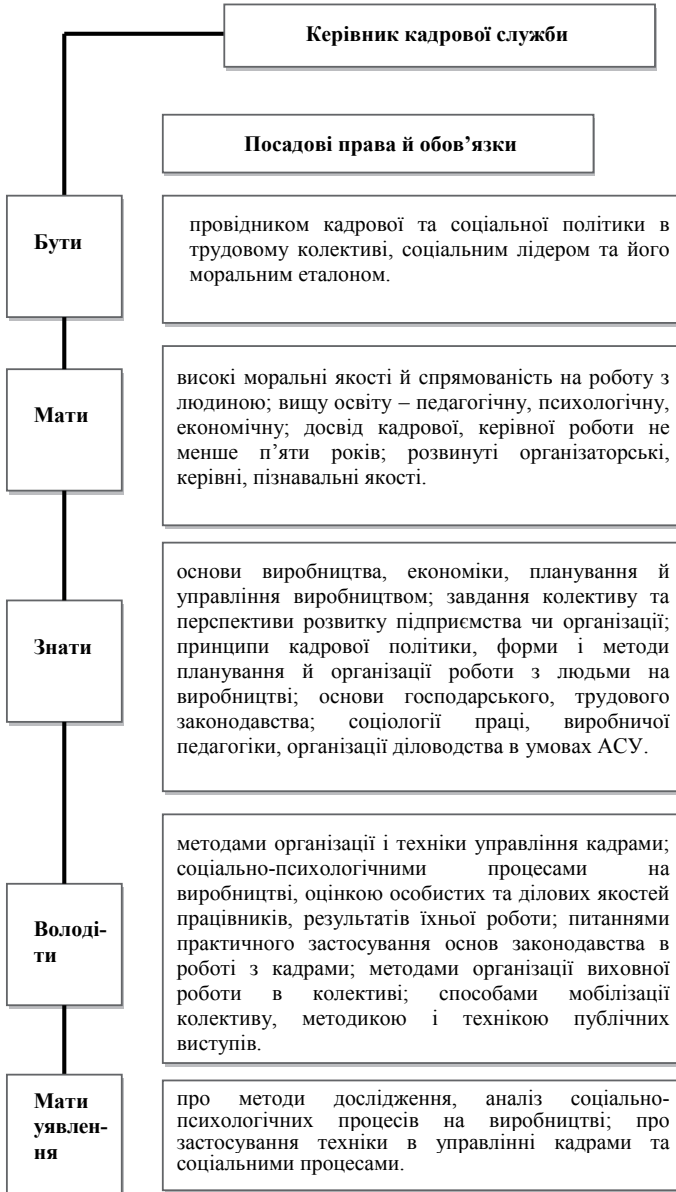 Керівник кадрової служби
Посадові права й обов’язки
Бути
провідником кадрової та соціальної політики в
трудовому колективі, соціальним лідером та його
моральним еталоном.
Мати
високі моральні якості й спрямованість на роботу з
людиною; вищу освіту – педагогічну, психологічну,
економічну; досвід кадрової, керівної роботи не
менше п’яти років; розвинуті організаторські,
керівні, пізнавальні якості.
Знати
основи виробництва, економіки, планування й
управління виробництвом; завдання колективу та
перспективи розвитку підприємства чи організації;
принципи кадрової політики, форми і методи
планування й організації роботи з людьми на
виробництві; основи господарського, трудового
законодавства; соціології праці, виробничої
педагогіки, організації діловодства в умовах АСУ.
Володі-
ти
методами організації і техніки управління кадрами;
соціально-психологічними процесами на
виробництві, оцінкою особистих та ділових якостей
працівників, результатів їхньої роботи; питаннями
практичного застосування основ законодавства в
роботі з кадрами; методами організації виховної
роботи в колективі; способами мобілізації
колективу, методикою і технікою публічних
виступів.
Мати
уявлен-
ня
про методи дослідження, аналіз соціально-
психологічних процесів на виробництві; про
застосування техніки в управлінні кадрами та
соціальними процесами.